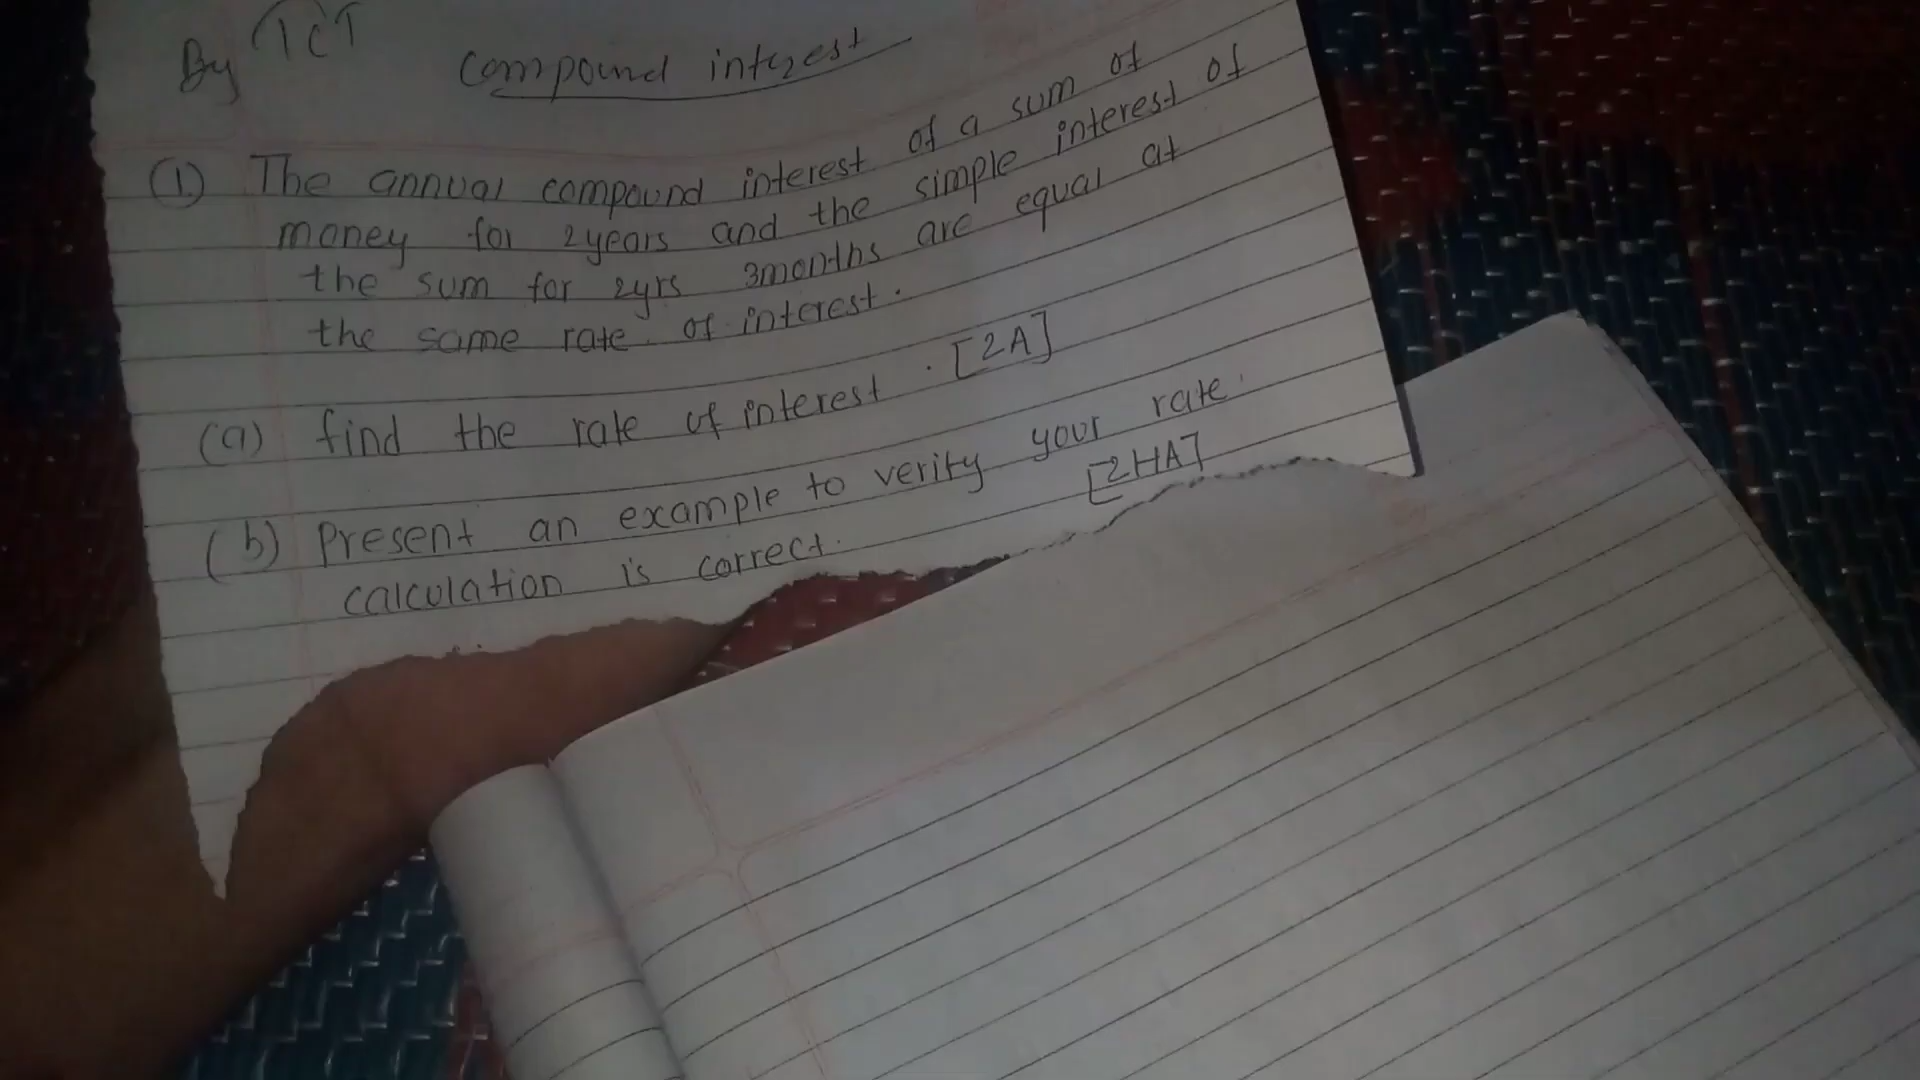 By ICT
Compound interest
(1) The annual compound interest of a sum of
money for 2years and the simple interest of
the sum for 2yrs 3months are equal at
the same rate of interest.
(a) find the rate of interest. [2A]
(b) Present an example to verify your rate
calculation is correct. [2HA]